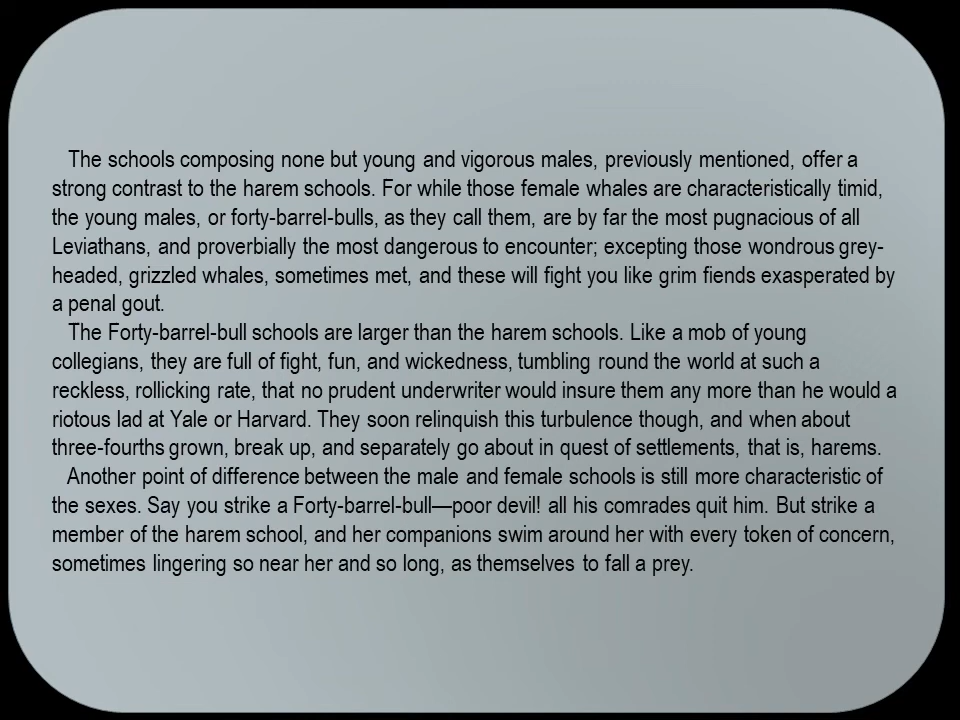 The schools composing none but young and vigorous males, previously mentioned, offer a
strong contrast to the harem schools. For while those female whales are characteristically timid,
the young males, or forty-barrel-bulls, as they call them, are by far the most pugnacious of all
Leviathans, and proverbially the most dangerous to encounter; excepting those wondrous grey-
headed, grizzled whales, sometimes met, and these will fight you like grim fiends exasperated by
a penal gout.
The Forty-barrel-bull schools are larger than the harem schools. Like a mob of young
collegians, they are full of fight, fun, and wickedness, tumbling round the world at such a
reckless, rollicking rate, that no prudent underwriter would insure them any more than he would a
riotous lad at Yale or Harvard. They soon relinquish this turbulence though, and when about
three-fourths grown, break up, and separately go about in quest of settlements, that is, harems.
Another point of difference between the male and female schools is still more characteristic of
the sexes. Say you strike a Forty-barrel-bull—poor devil! all his comrades quit him. But strike a
member of the harem school, and her companions swim around her with every token of concern,
sometimes lingering so near her and so long, as themselves to fall a prey.